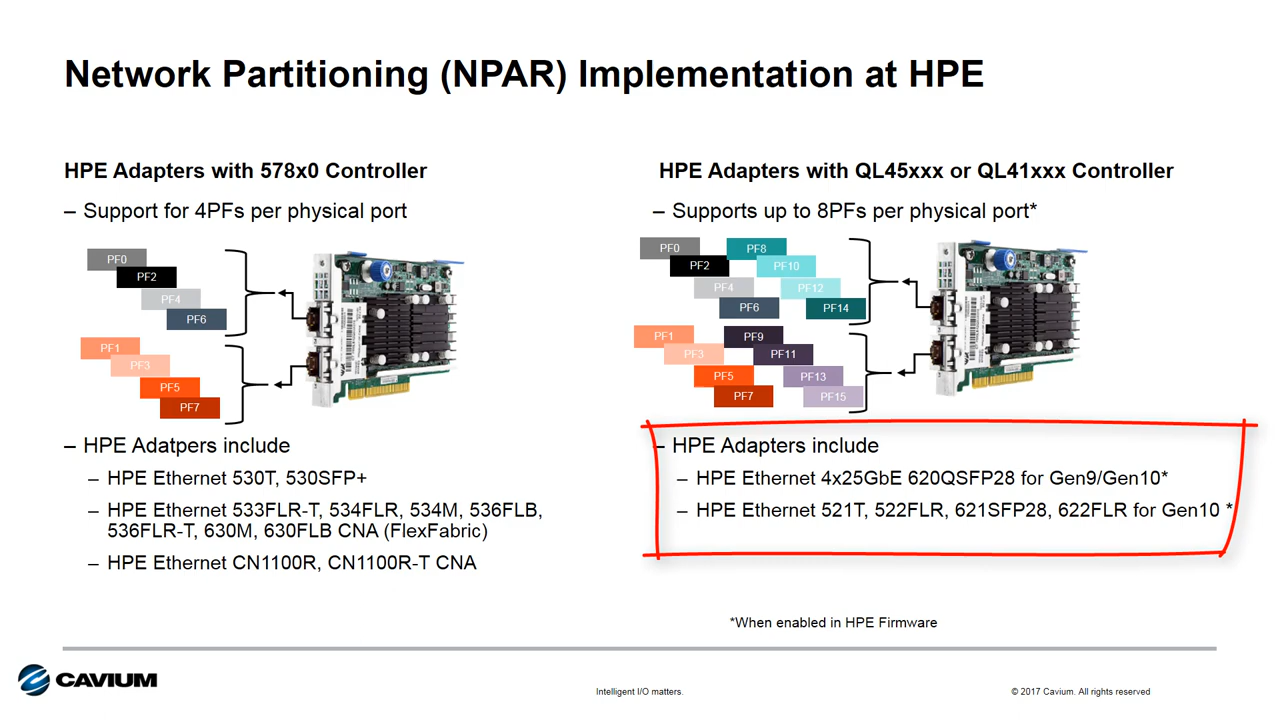 Network Partitioning (NPAR) Implementation at HPE
HPE Adapters with 578x0 Controller
– Support for 4PFs per physical port
PF0
PF2
PF4
PF6
PF1
PF3
PF5
PF7
– HPE Adatpers include
– HPE Ethernet 530T, 530SFP+
– HPE Ethernet 533FLR-T, 534FLR, 534M, 536FLB,
536FLR-T, 630M, 630FLB CNA (FlexFabric)
– HPE Ethernet CN1100R, CN1100R-T CNA
HPE Adapters with QL45xxx or QL41xxx Controller
– Supports up to 8PFs per physical port*
PF0
PF8
PF2
PF10
PF4
PF12
PF6
PF14
PF1
PF9
PF3
PF11
PF5
PF13
PF7
PF15
– HPE Adapters include
– HPE Ethernet 4x25GbE 620QSFP28 for Gen9/Gen10*
– HPE Ethernet 521T, 522FLR, 621SFP28, 622FLR for Gen10 *
*When enabled in HPE Firmware
CAVIUM
Intelligent I/O matters.
© 2017 Cavium. All rights reserved